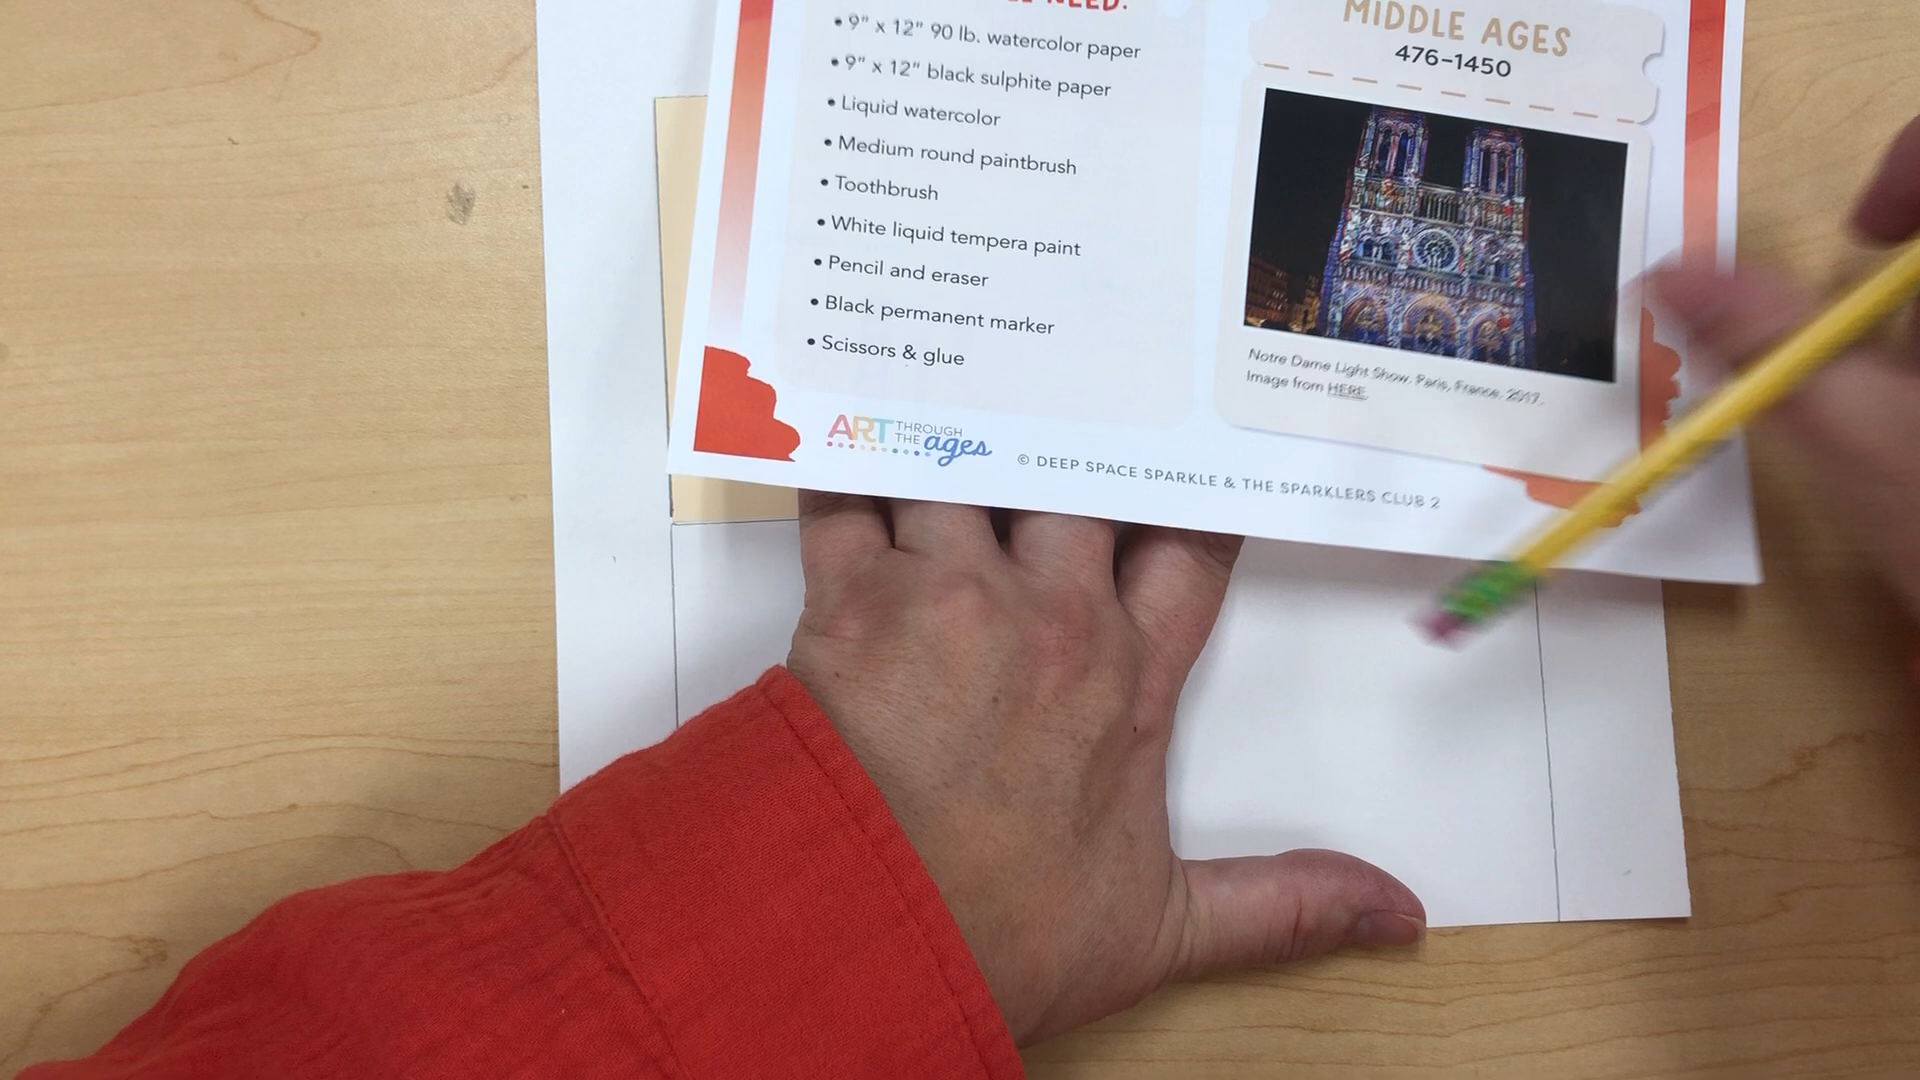 NEED:
• 9" x 12" 90 lb. watercolor paper
• 9" x 12" black sulphite paper
• Liquid watercolor
• Medium round paintbrush
• Toothbrush
• White liquid tempera paint
• Pencil and eraser
• Black permanent marker
• Scissors & glue
MIDDLE AGES
476-1450
Notre Dame Light Show, Paris, France, 2017.
Image from HERE.
ART THROUGH THE ages
© DEEP SPACE SPARKLE & THE SPARKLERS CLUB 2